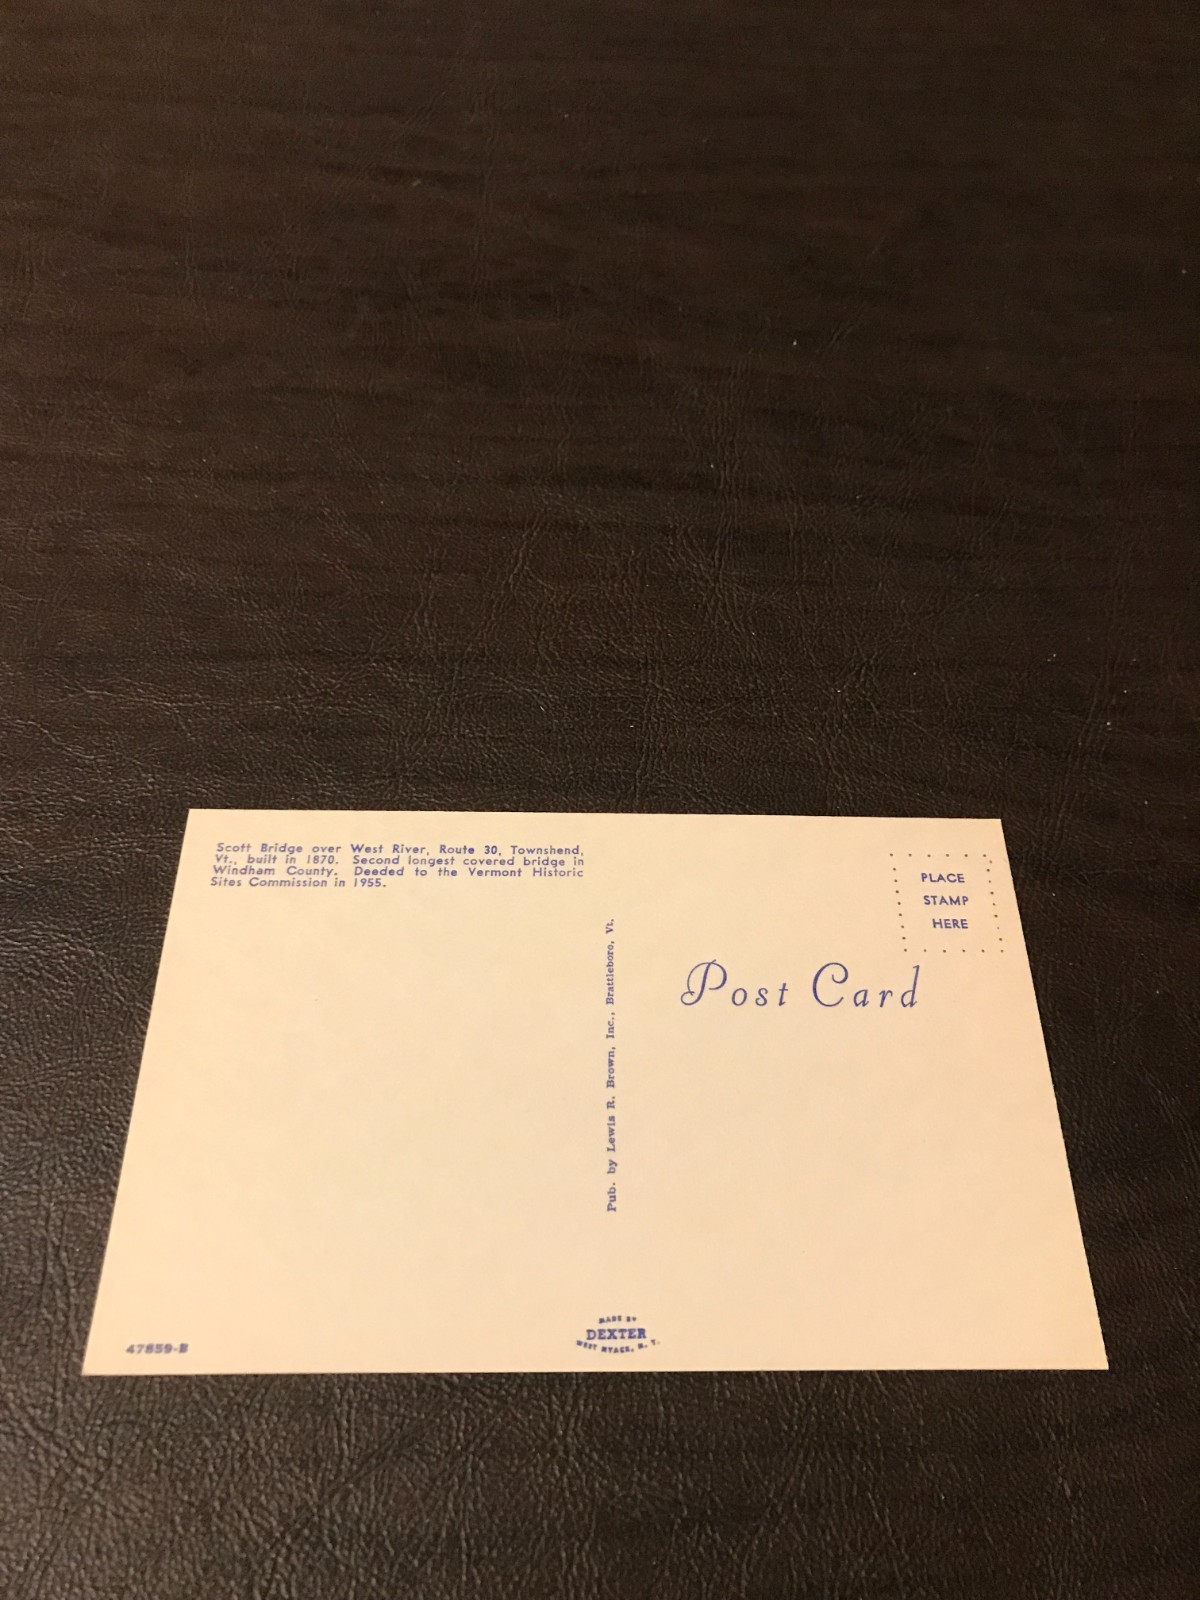 Scott Bridge over West River, Route 30, Townshend,
Vt., built in 1870. Second longest covered bridge in
Windham County. Deeded to the Vermont Historic
Sites Commission in 1955.
PLACE
STAMP
HERE
Post Card
Pub. by Lewis R. Brown, Inc., Brattleboro, Vt.
MADE BY
DEXTER
WEST NYACK, N. Y.
47859-B